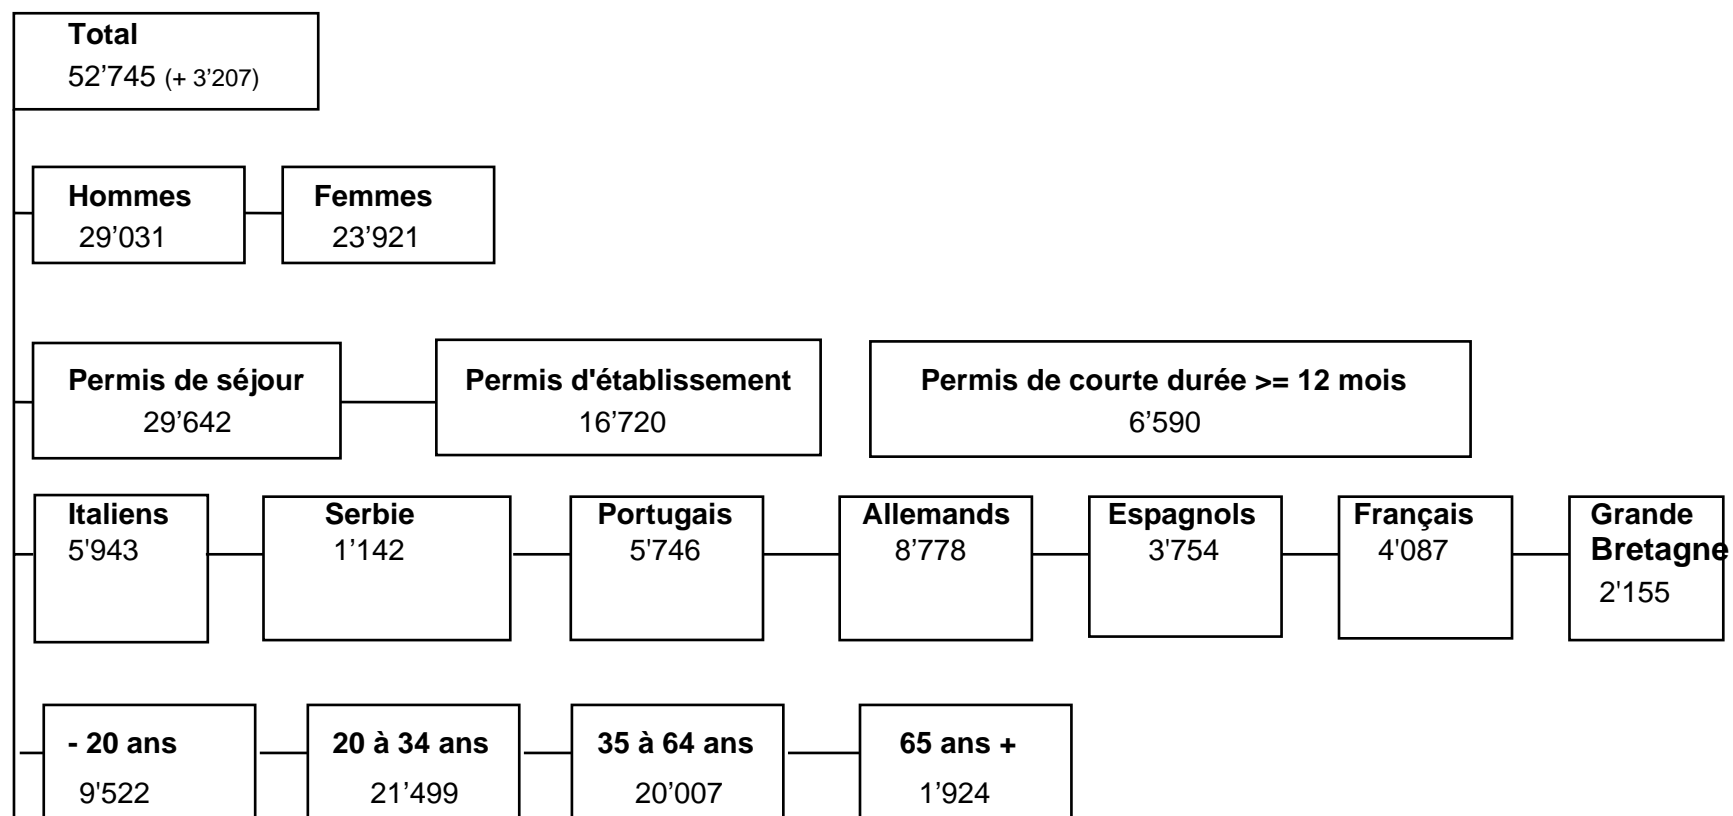 Total
52’745 (+ 3’207)
Hommes
29’031
Femmes
23’921
Permis de séjour
29’642
Permis d'établissement
16’720
Permis de courte durée >= 12 mois
6’590
Italiens
5'943
Serbie
1’142
Portugais
5'746
Allemands
8’778
Espagnols
3'754
Français
4'087
Grande
Bretagne
2'155
- 20 ans
9'522
20 à 34 ans
21’499
35 à 64 ans
20’007
65 ans +
1’924